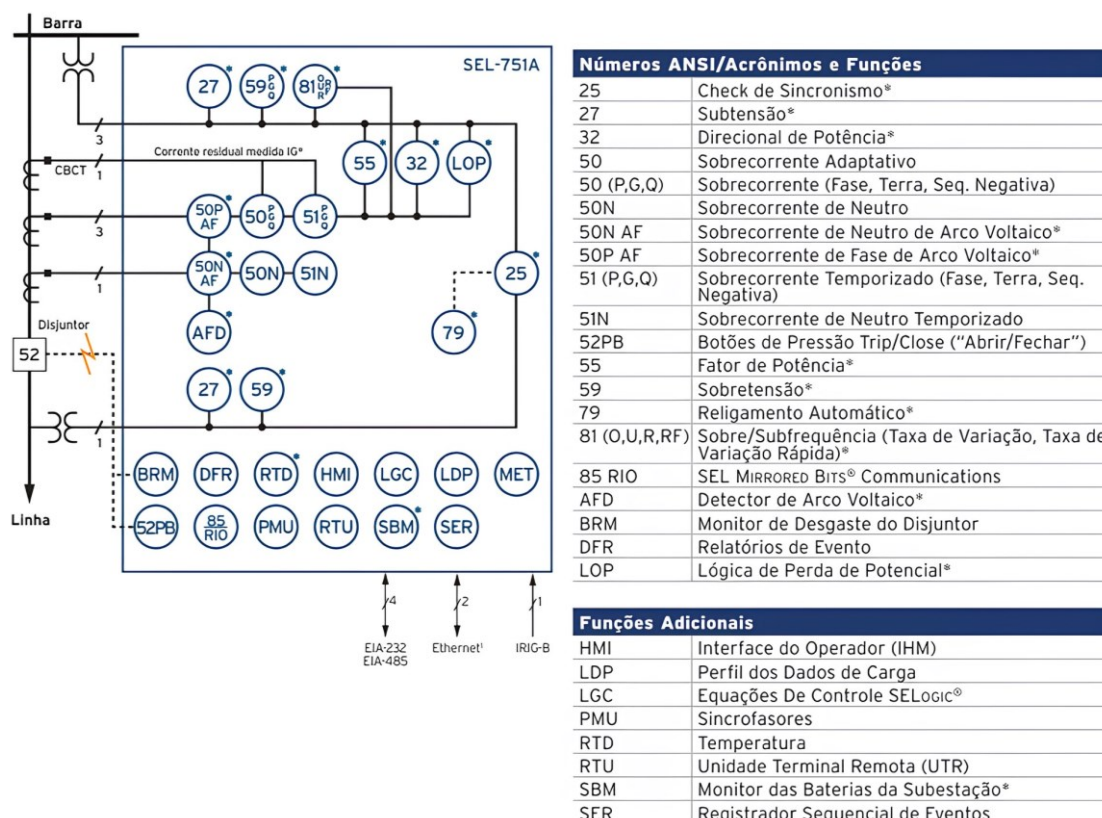 Barra
SEL-751A
27*
59 P G Q*
81 O U R RF*
3
Corrente residual medida IG*
CBCT
1
55*
32*
LOP*
50P AF*
50 P G Q
51 P G Q
3
50N AF*
50N
51N
1
25*
AFD*
79*
Disjuntor
52
27*
59*
1
BRM
DFR
RTD*
HMI
LGC
LDP
MET
Linha
52PB
85 RIO
PMU
RTU
SBM*
SER
4
2
1
EIA-232
EIA-485
Ethernet¹
IRIG-B
Números ANSI/Acrônimos e Funções
25 Check de Sincronismo*
27 Subtensão*
32 Direcional de Potência*
50 Sobrecorrente Adaptativo
50 (P,G,Q) Sobrecorrente (Fase, Terra, Seq. Negativa)
50N Sobrecorrente de Neutro
50N AF Sobrecorrente de Neutro de Arco Voltaico*
50P AF Sobrecorrente de Fase de Arco Voltaico*
51 (P,G,Q) Sobrecorrente Temporizado (Fase, Terra, Seq.
Negativa)
51N Sobrecorrente de Neutro Temporizado
52PB Botões de Pressão Trip/Close (“Abrir/Fechar”)
55 Fator de Potência*
59 Sobretensão*
79 Religamento Automático*
81 (O,U,R,RF) Sobre/Subfrequência (Taxa de Variação, Taxa de
Variação Rápida)*
85 RIO SEL MIRRORED BITS® Communications
AFD Detector de Arco Voltaico*
BRM Monitor de Desgaste do Disjuntor
DFR Relatórios de Evento
LOP Lógica de Perda de Potencial*
Funções Adicionais
HMI Interface do Operador (IHM)
LDP Perfil dos Dados de Carga
LGC Equações De Controle SELOGIC®
PMU Sincrofasores
RTD Temperatura
RTU Unidade Terminal Remota (UTR)
SBM Monitor das Baterias da Subestação*
SER Registrador Sequencial de Eventos